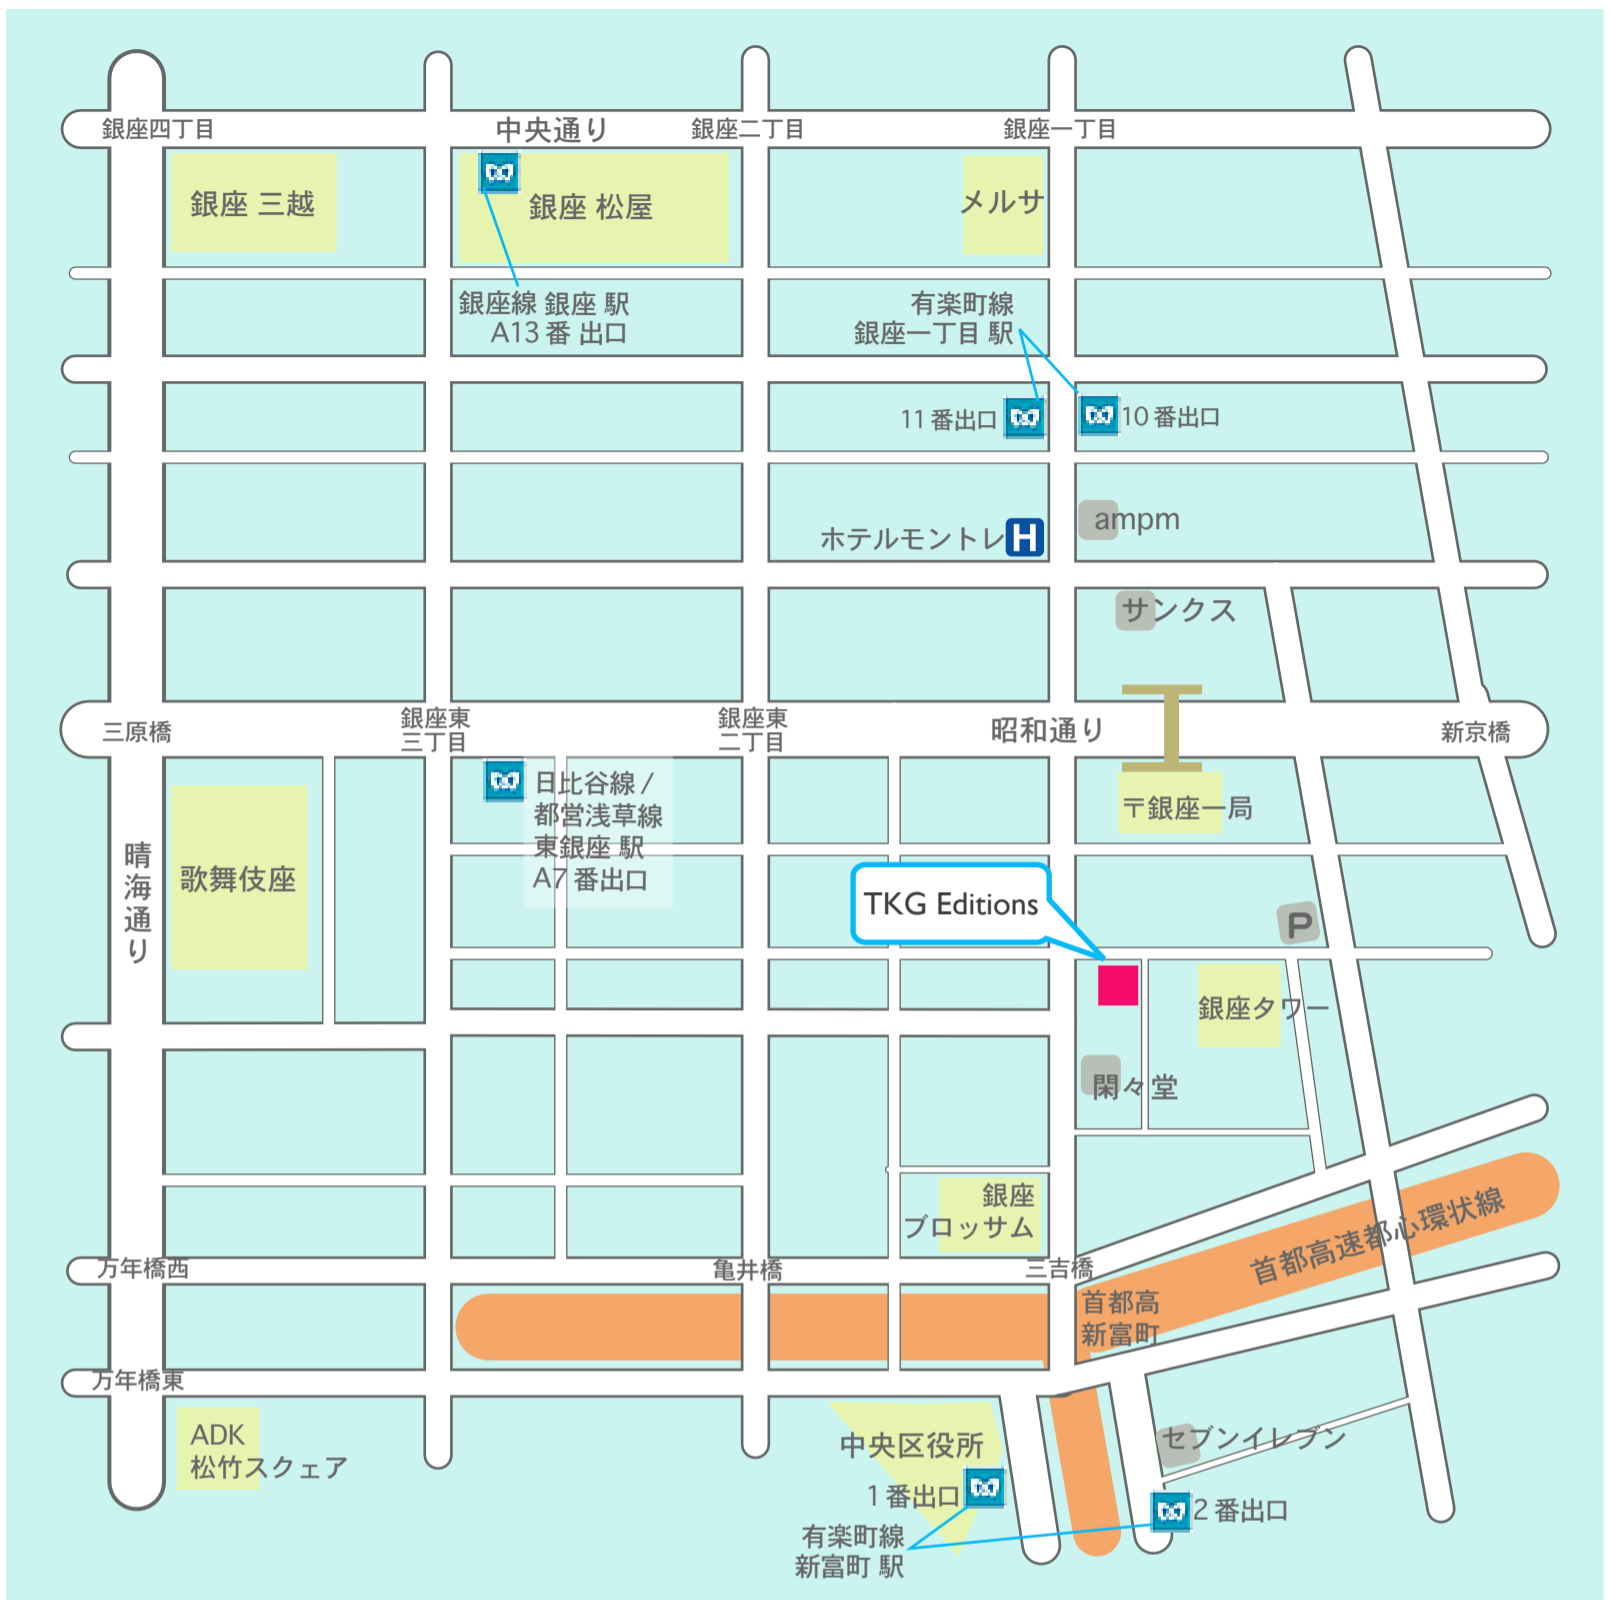 銀座四丁目
中央通り
銀座二丁目
銀座一丁目
銀座 三越
銀座 松屋
メルサ
銀座線 銀座 駅
A13番 出口
有楽町線
銀座一丁目 駅
11番出口
10番出口
ホテルモントレ
H
ampm
サンクス
三原橋
銀座東
三丁目
銀座東
二丁目
昭和通り
新京橋
日比谷線 /
都営浅草線
東銀座 駅
A7番出口
〒銀座一局
晴海通り
歌舞伎座
TKG Editions
P
銀座タワー
閑々堂
銀座
ブロッサム
首都高速都心環状線
万年橋西
亀井橋
三吉橋
首都高
新富町
万年橋東
ADK
松竹スクェア
中央区役所
セブンイレブン
1番出口
2番出口
有楽町線
新富町 駅